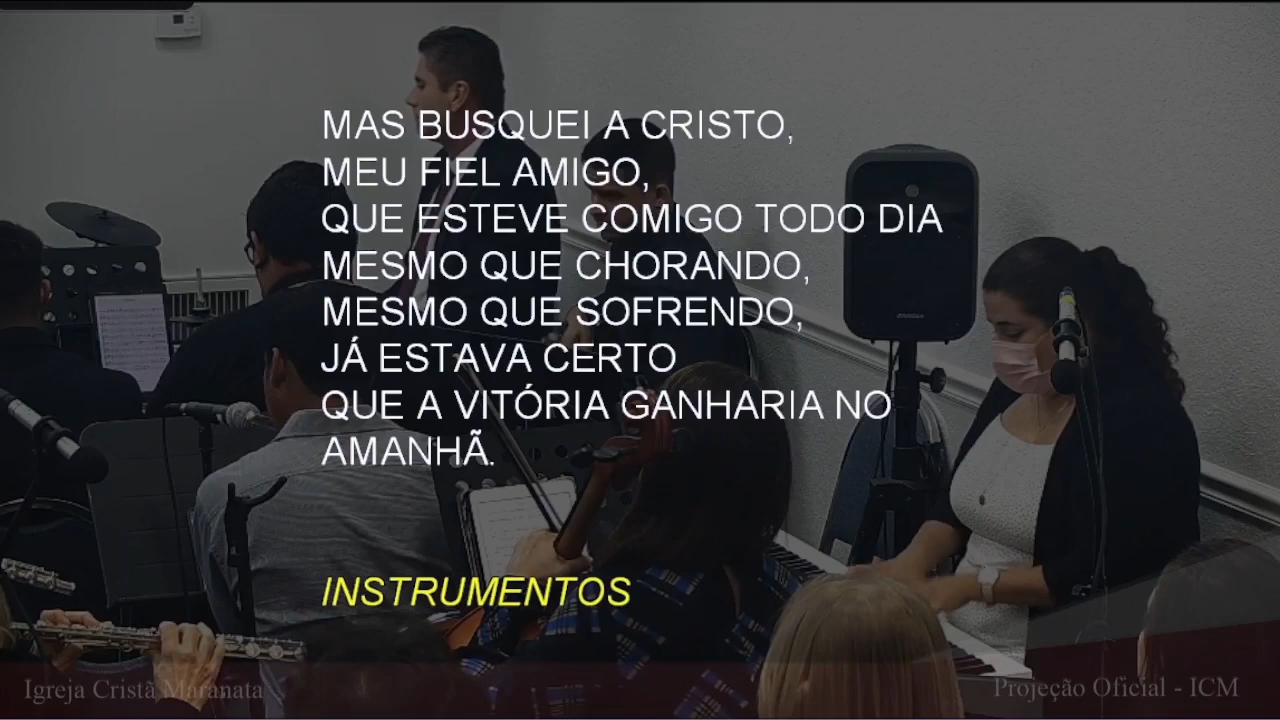 MAS BUSQUEI A CRISTO,
MEU FIEL AMIGO,
QUE ESTEVE COMIGO TODO DIA
MESMO QUE CHORANDO,
MESMO QUE SOFRENDO,
JÁ ESTAVA CERTO
QUE A VITÓRIA GANHARIA NO
AMANHÃ.
INSTRUMENTOS
Igreja Cristã Maranata
Projeção Oficial - ICM